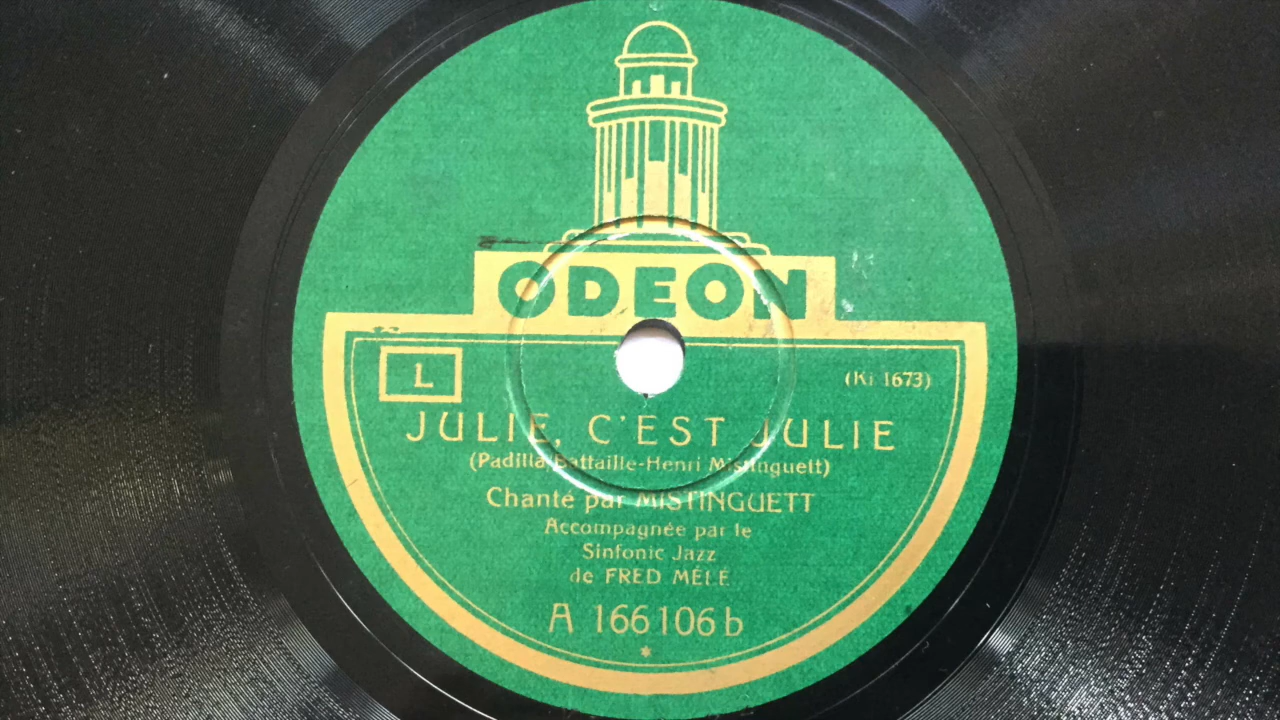 ODEON
L
(Ki 1673)
JULIE, C'EST JULIE
(Padilla Battaille-Henri Mistinguett)
Chanté par MISTINGUETT
Accompagnée par le
Sinfonic Jazz
de FRED MÉLÉ
A 166106 b